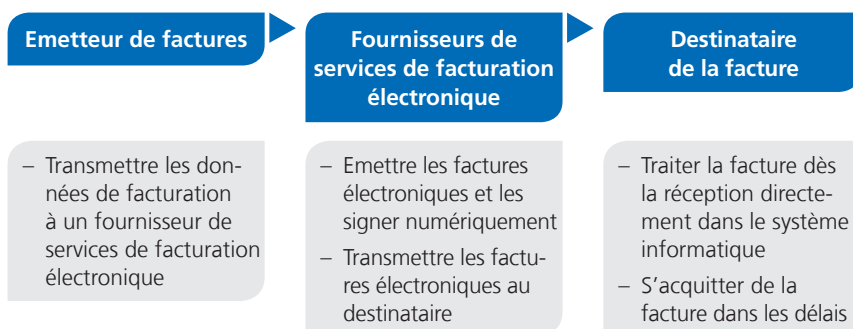 Emetteur de factures
Fournisseurs de
services de facturation
électronique
Destinataire
de la facture
– Transmettre les don-
nées de facturation
à un fournisseur de
services de facturation
électronique
– Emettre les factures
électroniques et les
signer numériquement
– Transmettre les factu-
res électroniques au
destinataire
– Traiter la facture dès
la réception directe-
ment dans le système
informatique
– S’acquitter de la
facture dans les délais